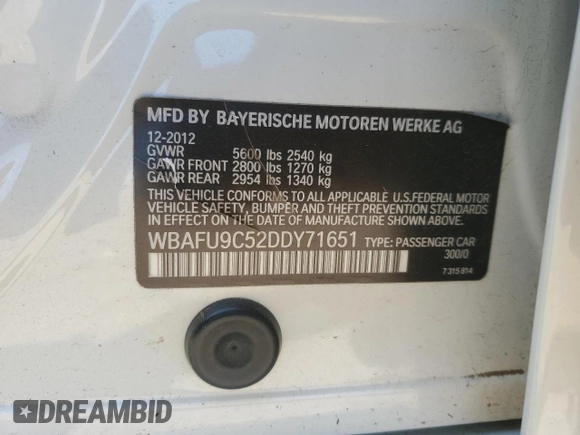 MFD BY BAYERISCHE MOTOREN WERKE AG
12-2012
GVWR 5600 lbs 2540 kg
GAWR FRONT 2800 lbs 1270 kg
GAWR REAR 2954 lbs 1340 kg
THIS VEHICLE CONFORMS TO ALL APPLICABLE U.S.FEDERAL MOTOR
VEHICLE SAFETY, BUMPER AND THEFT PREVENTION STANDARDS
IN EFFECT ON THE DATE OF MANUFACTURE SHOWN ABOVE.
WBAFU9C52DDY71651 TYPE: PASSENGER CAR
300/0
7 315 814
DREAMBID